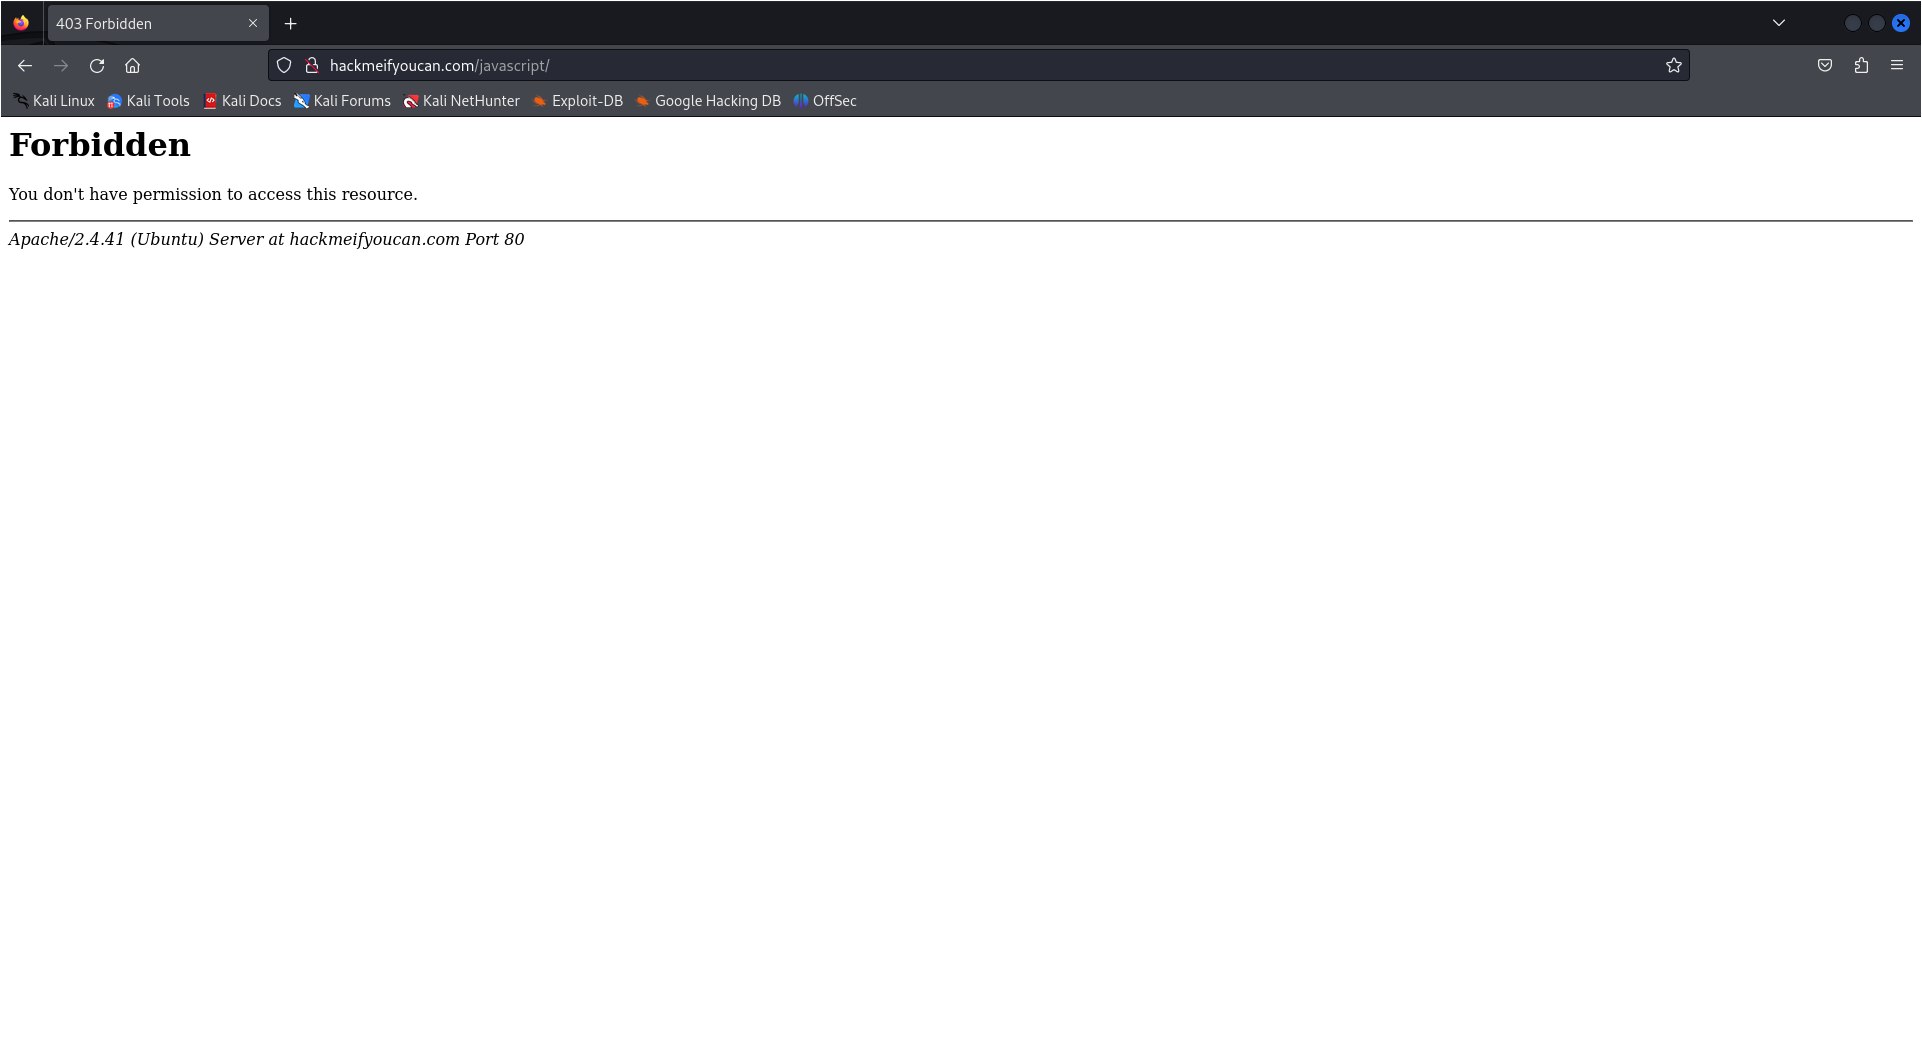 403 Forbidden
hackmeifyoucan.com/javascript/
Kali Linux Kali Tools Kali Docs Kali Forums Kali NetHunter Exploit-DB Google Hacking DB OffSec
Forbidden
You don't have permission to access this resource.
Apache/2.4.41 (Ubuntu) Server at hackmeifyoucan.com Port 80